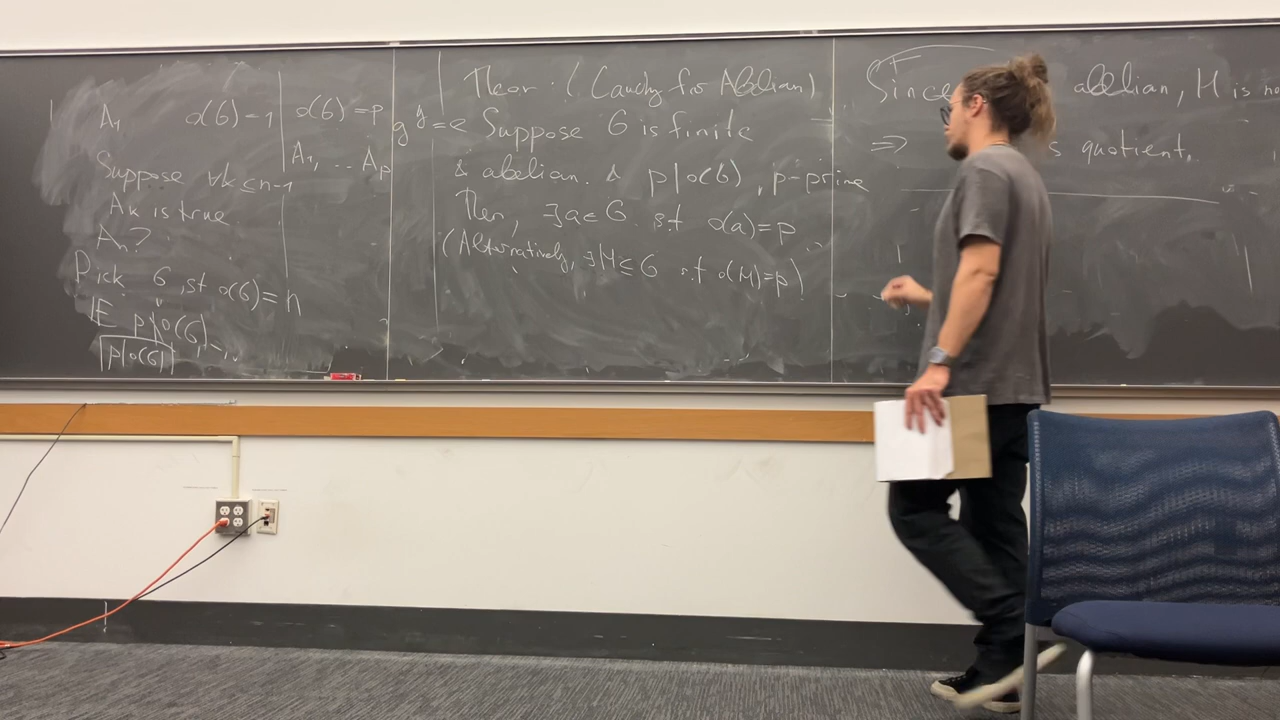 A₁ o(G)=1
Suppose ∀k≤n-1
Aₖ is true
Aₙ?
Pick G st o(G)=n
IF p∤o(G)
p|o(G)
o(G)=p
A₁, ... Aₚ
g^g=e
Theor: (Cauchy for Abelian)
Suppose G is finite
& abelian. & p|o(G), p-prime
Then, ∃a∈G s.t o(a)=p
(Alternatively, ∃H≤G s.t o(H)=p)
Since abelian, H is no
⇒ s quotient.